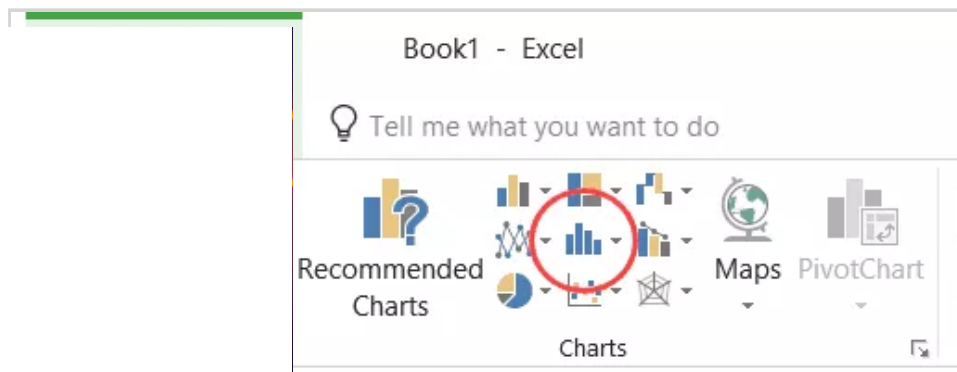 Book1 - Excel
Tell me what you want to do
Recommended
Charts
Maps
PivotChart
Charts